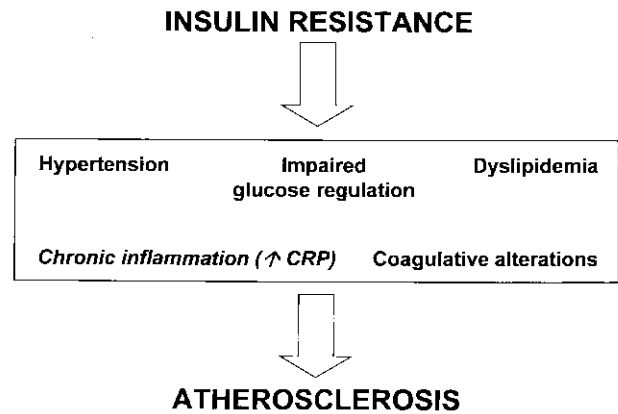 INSULIN RESISTANCE
Hypertension Impaired Dyslipidemia
glucose regulation
Chronic inflammation (↑ CRP) Coagulative alterations
ATHEROSCLEROSIS